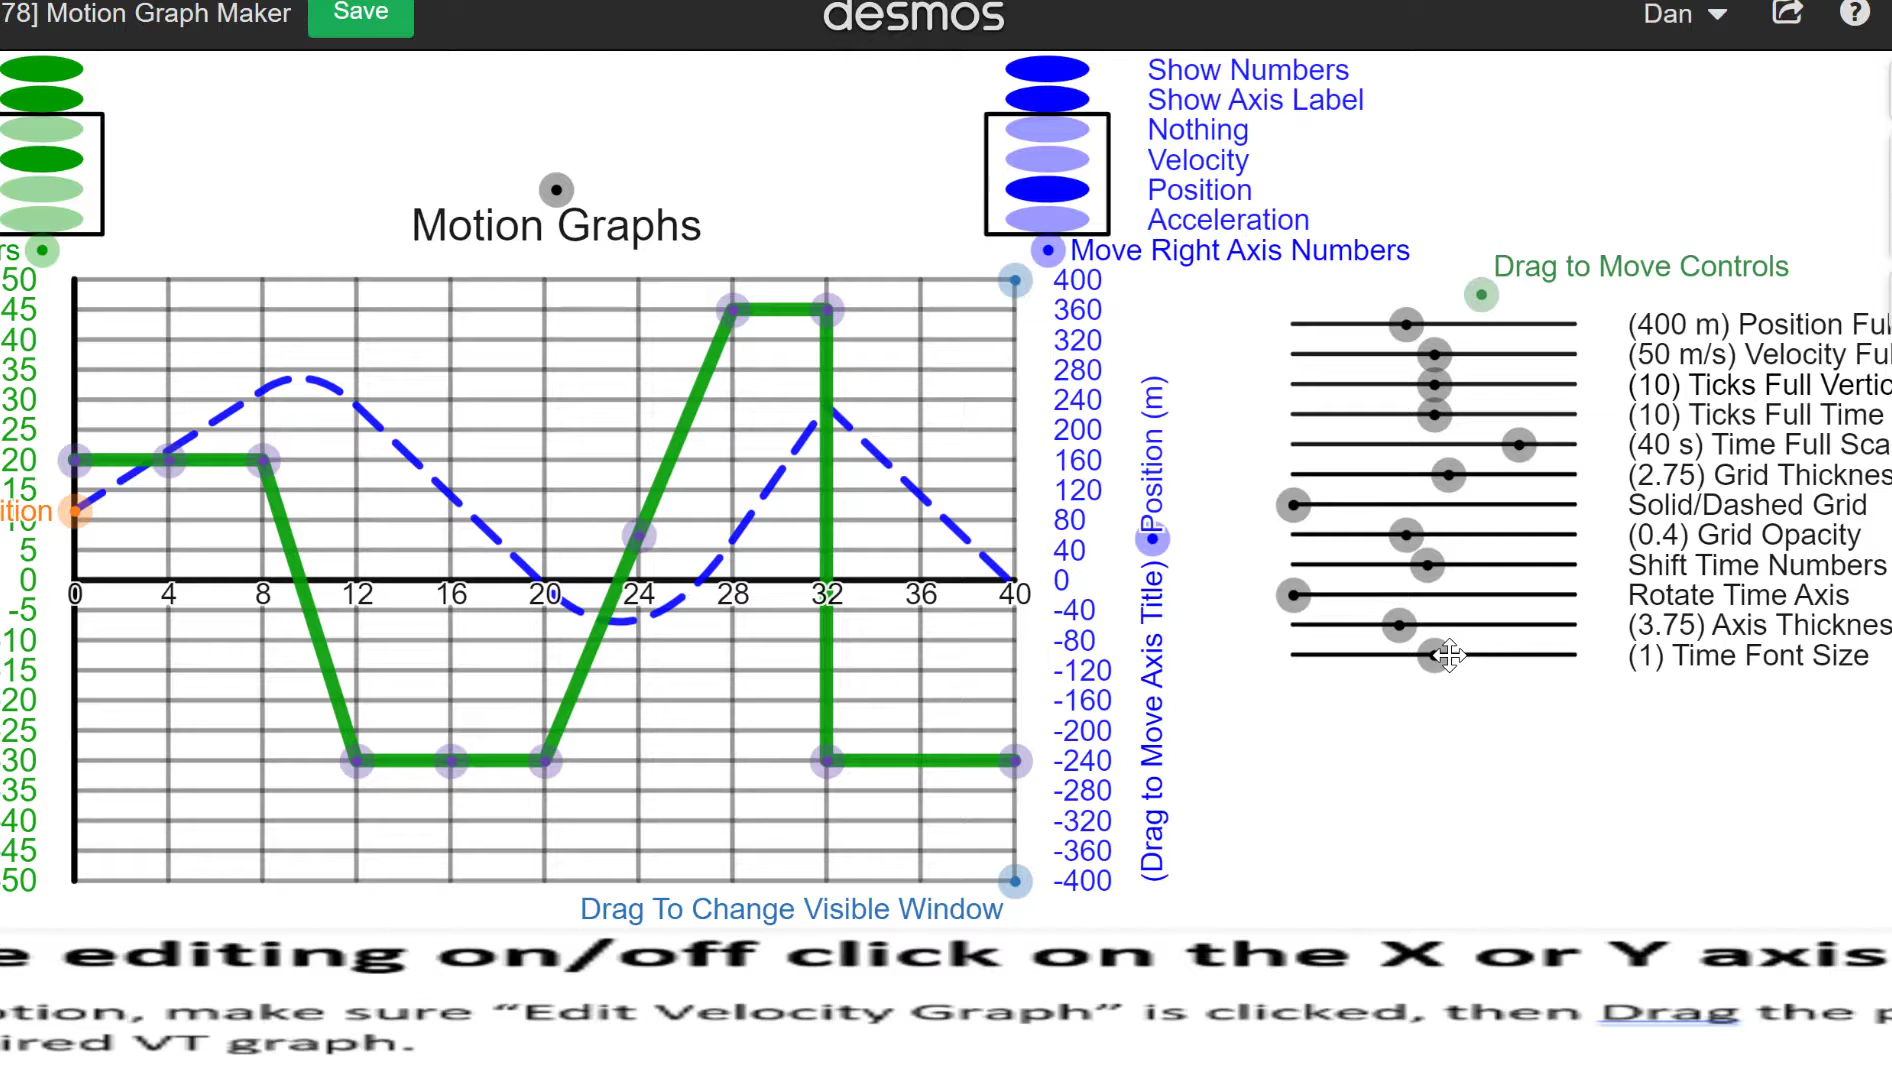 78] Motion Graph Maker
Save
desmos
Dan
?
Show Numbers
Show Axis Label
Nothing
Velocity
Position
Acceleration
Move Right Axis Numbers
rs
Motion Graphs
Drag to Move Controls
50
45
40
35
30
25
20
15
10
5
0
-5
-10
-15
-20
-25
-30
-35
-40
-45
-50
ition
0 4 8 12 16 20 24 28 32 36 40
400
360
320
280
240
200
160
120
80
40
0
-40
-80
-120
-160
-200
-240
-280
-320
-360
-400
(Drag to Move Axis Title) Position (m)
(400 m) Position Ful
(50 m/s) Velocity Ful
(10) Ticks Full Vertic
(10) Ticks Full Time
(40 s) Time Full Sca
(2.75) Grid Thicknes
Solid/Dashed Grid
(0.4) Grid Opacity
Shift Time Numbers
Rotate Time Axis
(3.75) Axis Thicknes
(1) Time Font Size
Drag To Change Visible Window
e editing on/off click on the X or Y axis
otion, make sure “Edit Velocity Graph” is clicked, then Drag the p
ired VT graph.